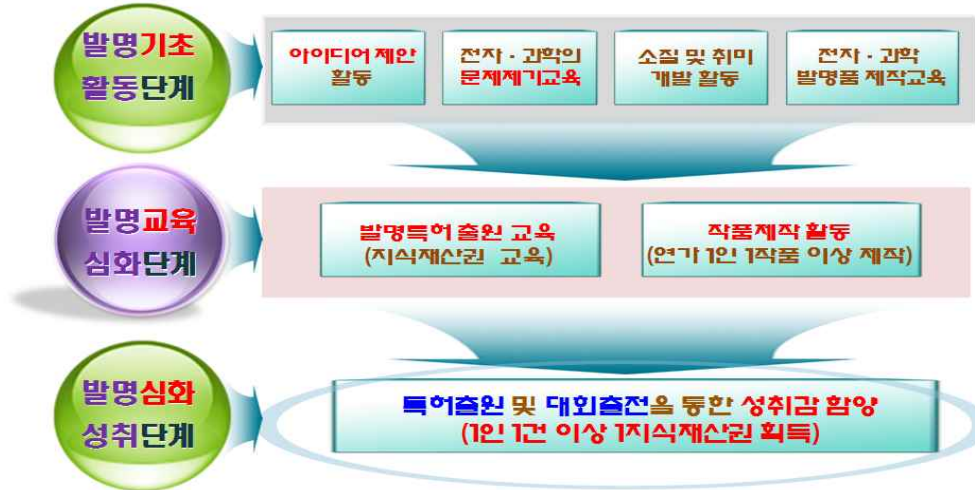 발명기초
활동단계
아이디어 제안
활동
전자·과학의
문제제기교육
소질 및 취미
개발 활동
전자·과학
발명품 제작교육
발명교육
심화단계
발명특허 출원 교육
(지식재산권 교육)
작품제작 활동
(연가 1인 1작품 이상 제작)
발명심화
성취단계
특허출원 및 대회출전을 통한 성취감 함양
(1인 1건 이상 1지식재산권 획득)